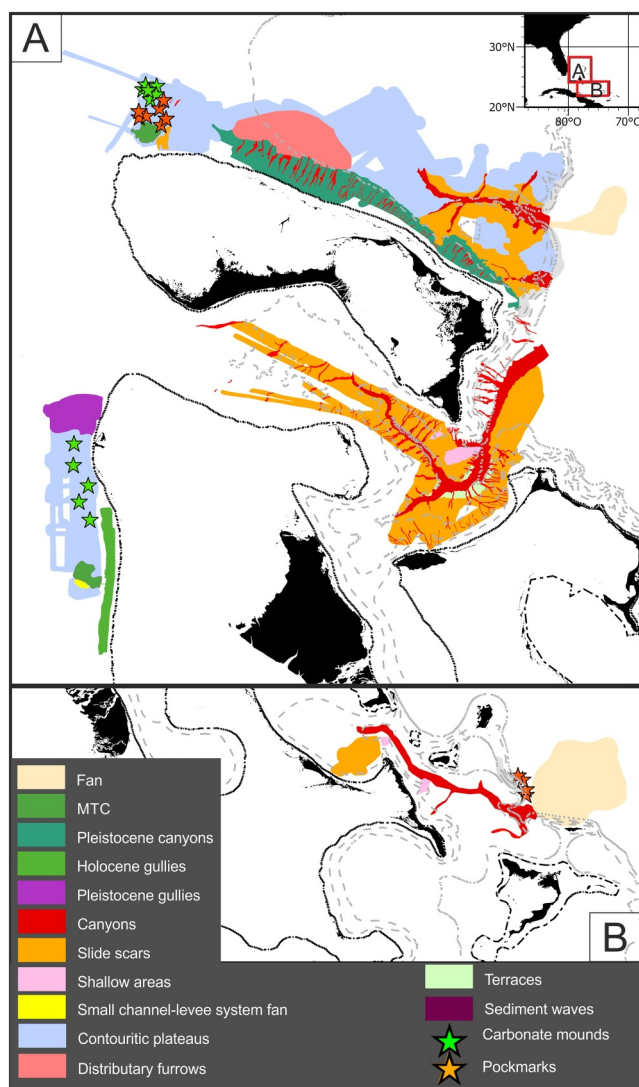 A
30°N
A
B
20°N
80°W
70°W
B
Fan
MTC
Pleistocene canyons
Holocene gullies
Pleistocene gullies
Canyons
Slide scars
Shallow areas
Small channel-levee system fan
Contouritic plateaus
Distributary furrows
Terraces
Sediment waves
Carbonate mounds
Pockmarks